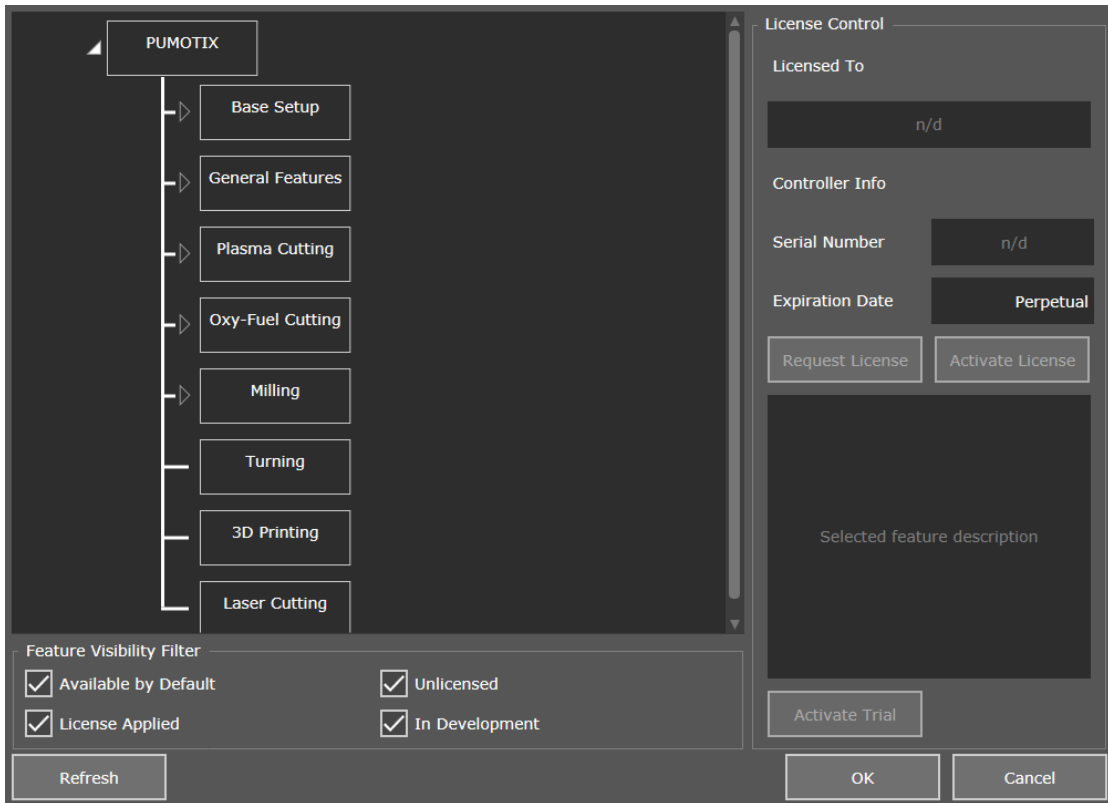 PUMOTIX
Base Setup
General Features
Plasma Cutting
Oxy-Fuel Cutting
Milling
Turning
3D Printing
Laser Cutting
Feature Visibility Filter
Available by Default
Unlicensed
License Applied
In Development
Refresh
License Control
Licensed To
n/d
Controller Info
Serial Number
n/d
Expiration Date
Perpetual
Request License
Activate License
Selected feature description
Activate Trial
OK
Cancel